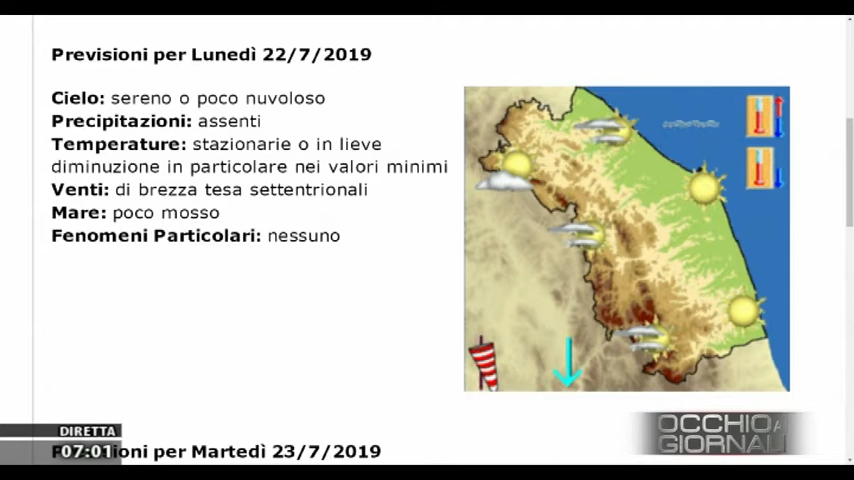 Previsioni per Lunedì 22/7/2019
Cielo: sereno o poco nuvoloso
Precipitazioni: assenti
Temperature: stazionarie o in lieve
diminuzione in particolare nei valori minimi
Venti: di brezza tesa settentrionali
Mare: poco mosso
Fenomeni Particolari: nessuno
OCCHIO AI
GIORNALI
DIRETTA
07:01
ioni per Martedì 23/7/2019